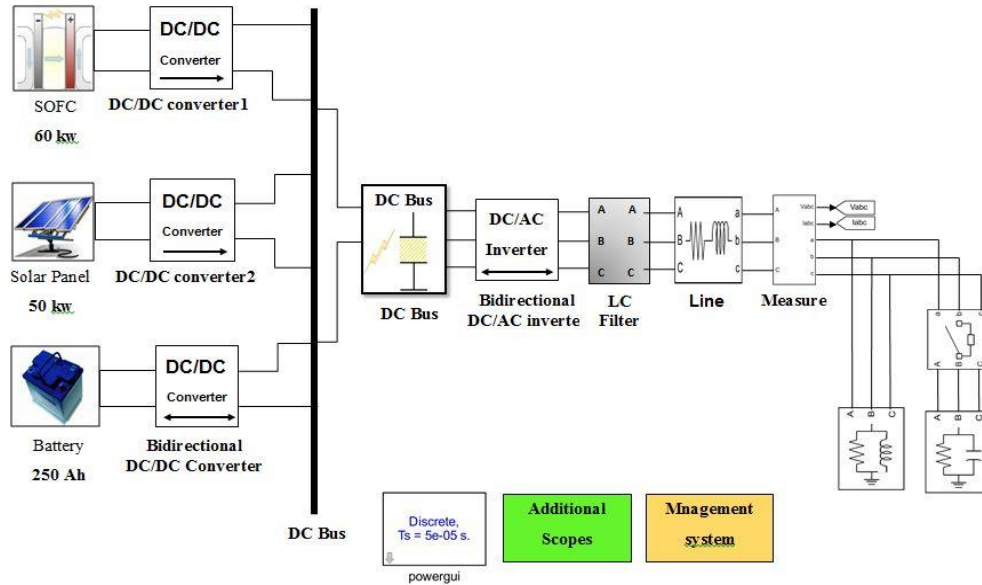 SOFC
60 kw
DC/DC
Converter
DC/DC converter1
Solar Panel
50 kw
DC/DC
Converter
DC/DC converter2
Battery
250 Ah
DC/DC
Converter
Bidirectional
DC/DC Converter
DC Bus
DC Bus
DC Bus
DC/AC
Inverter
Bidirectional
DC/AC inverte
A A
B B
C C
LC
Filter
A a
B b
C c
Line
A Vabc
Iabc
a
B b
c
C
Measure
Vabc
Iabc
a b c
A B C
A B C
A B C
Discrete,
Ts = 5e-05 s.
powergui
Additional
Scopes
Mnagement
system